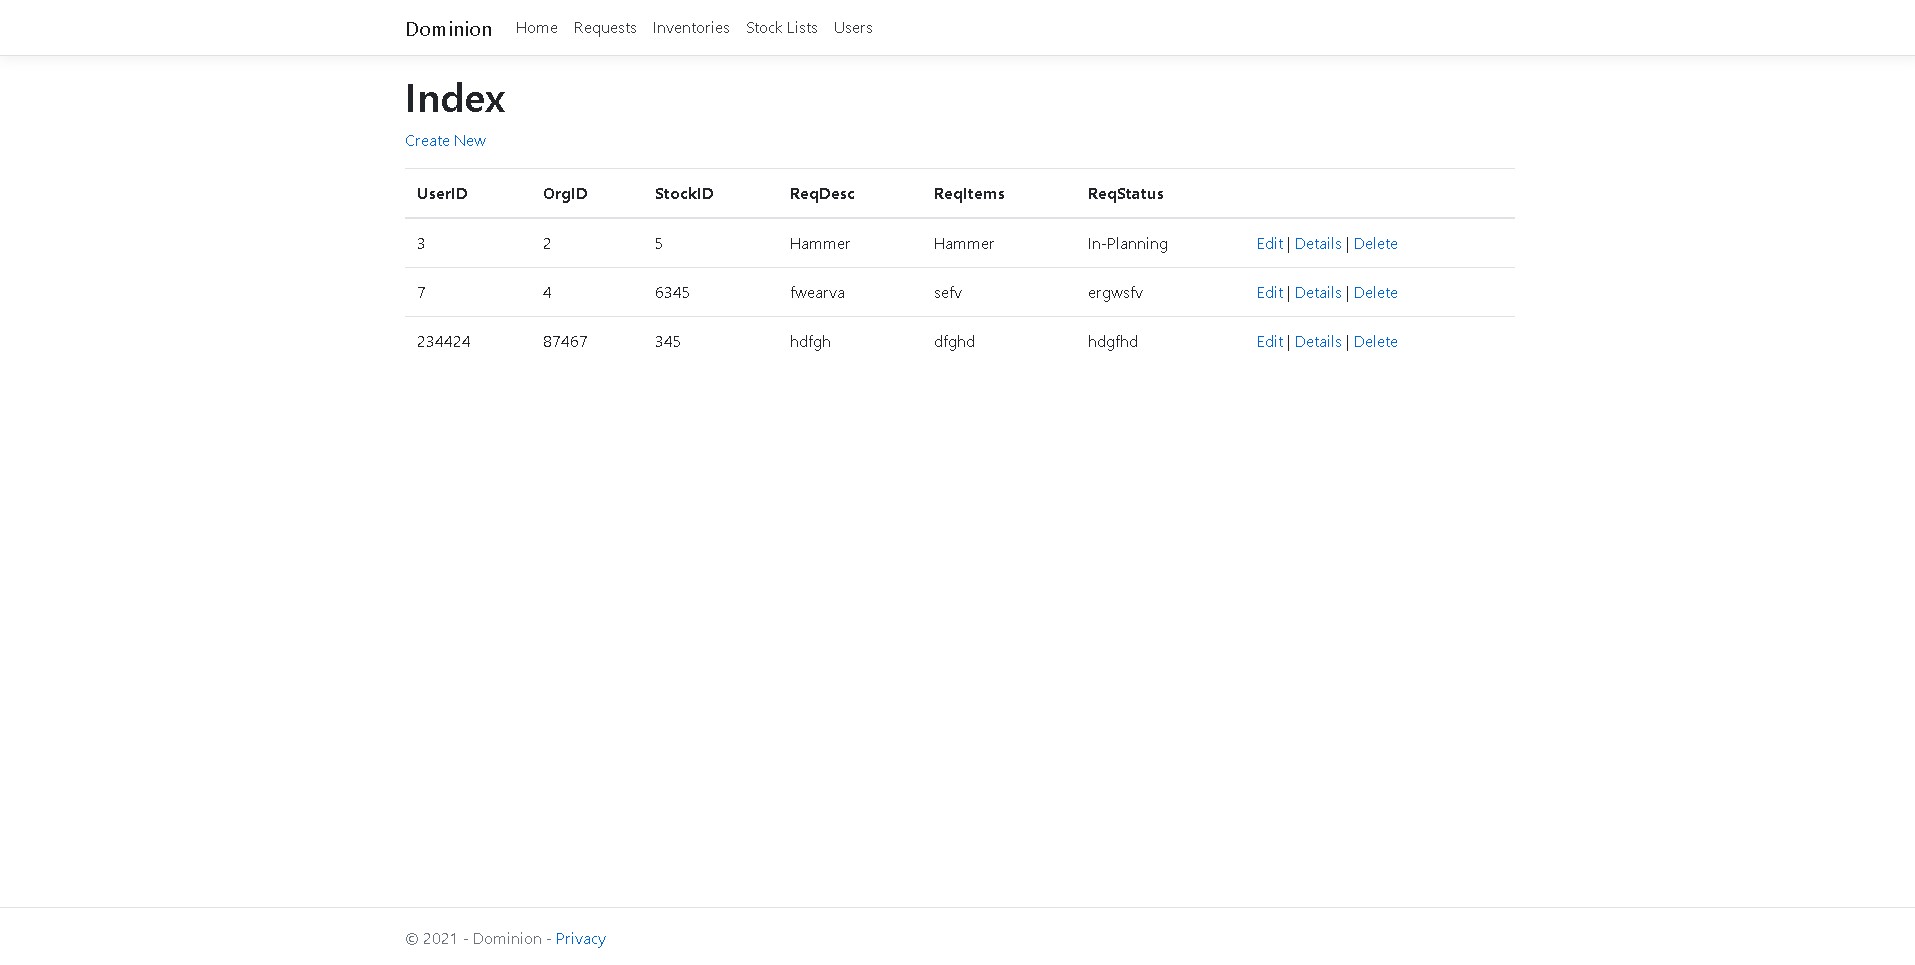 Dominion Home Requests Inventories Stock Lists Users
Index
Create New
UserID OrgID StockID ReqDesc ReqItems ReqStatus
3 2 5 Hammer Hammer In-Planning Edit | Details | Delete
7 4 6345 fwearva sefv ergwsfv Edit | Details | Delete
234424 87467 345 hdfgh dfghd hdgfhd Edit | Details | Delete
© 2021 - Dominion - Privacy